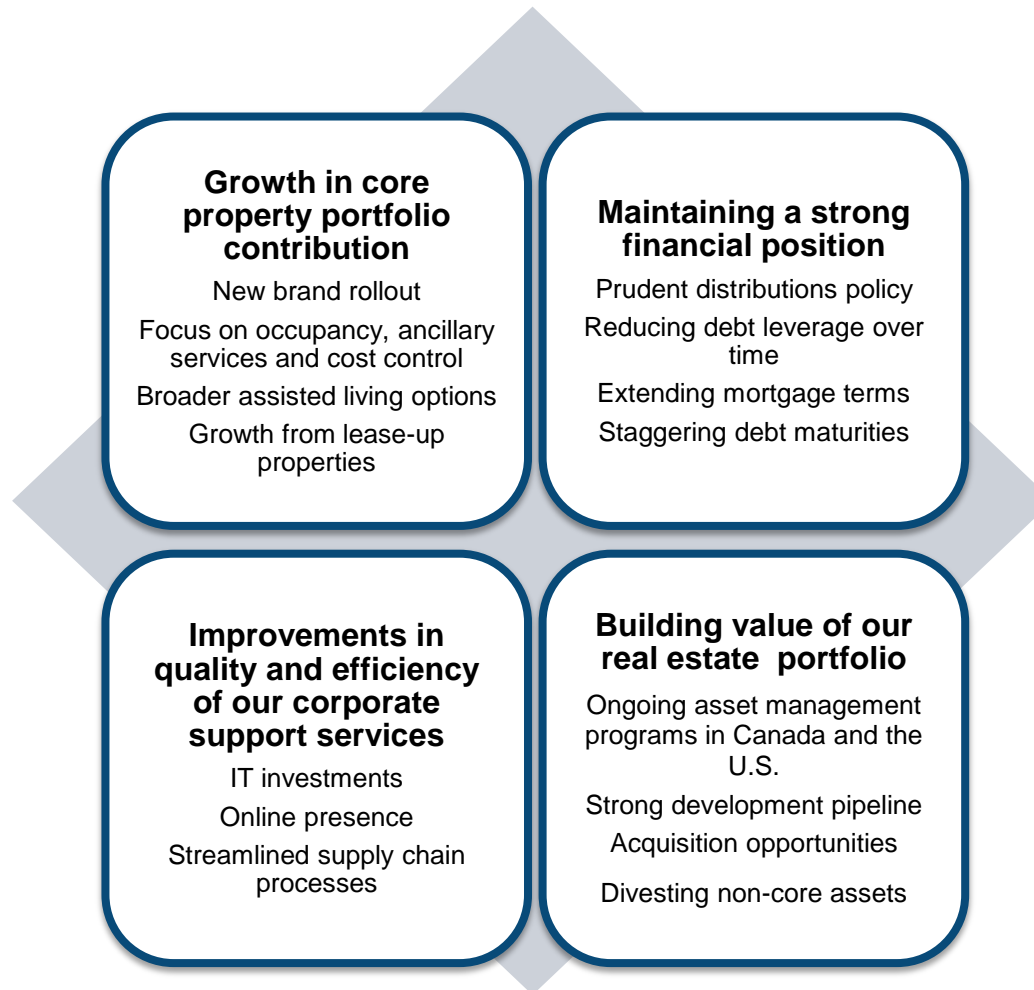 Growth in core
property portfolio
contribution
New brand rollout
Focus on occupancy, ancillary
services and cost control
Broader assisted living options
Growth from lease-up
properties
Maintaining a strong
financial position
Prudent distributions policy
Reducing debt leverage over
time
Extending mortgage terms
Staggering debt maturities
Improvements in
quality and efficiency
of our corporate
support services
IT investments
Online presence
Streamlined supply chain
processes
Building value of our
real estate  portfolio
Ongoing asset management
programs in Canada and the
U.S.
Strong development pipeline
Acquisition opportunities
Divesting non-core assets